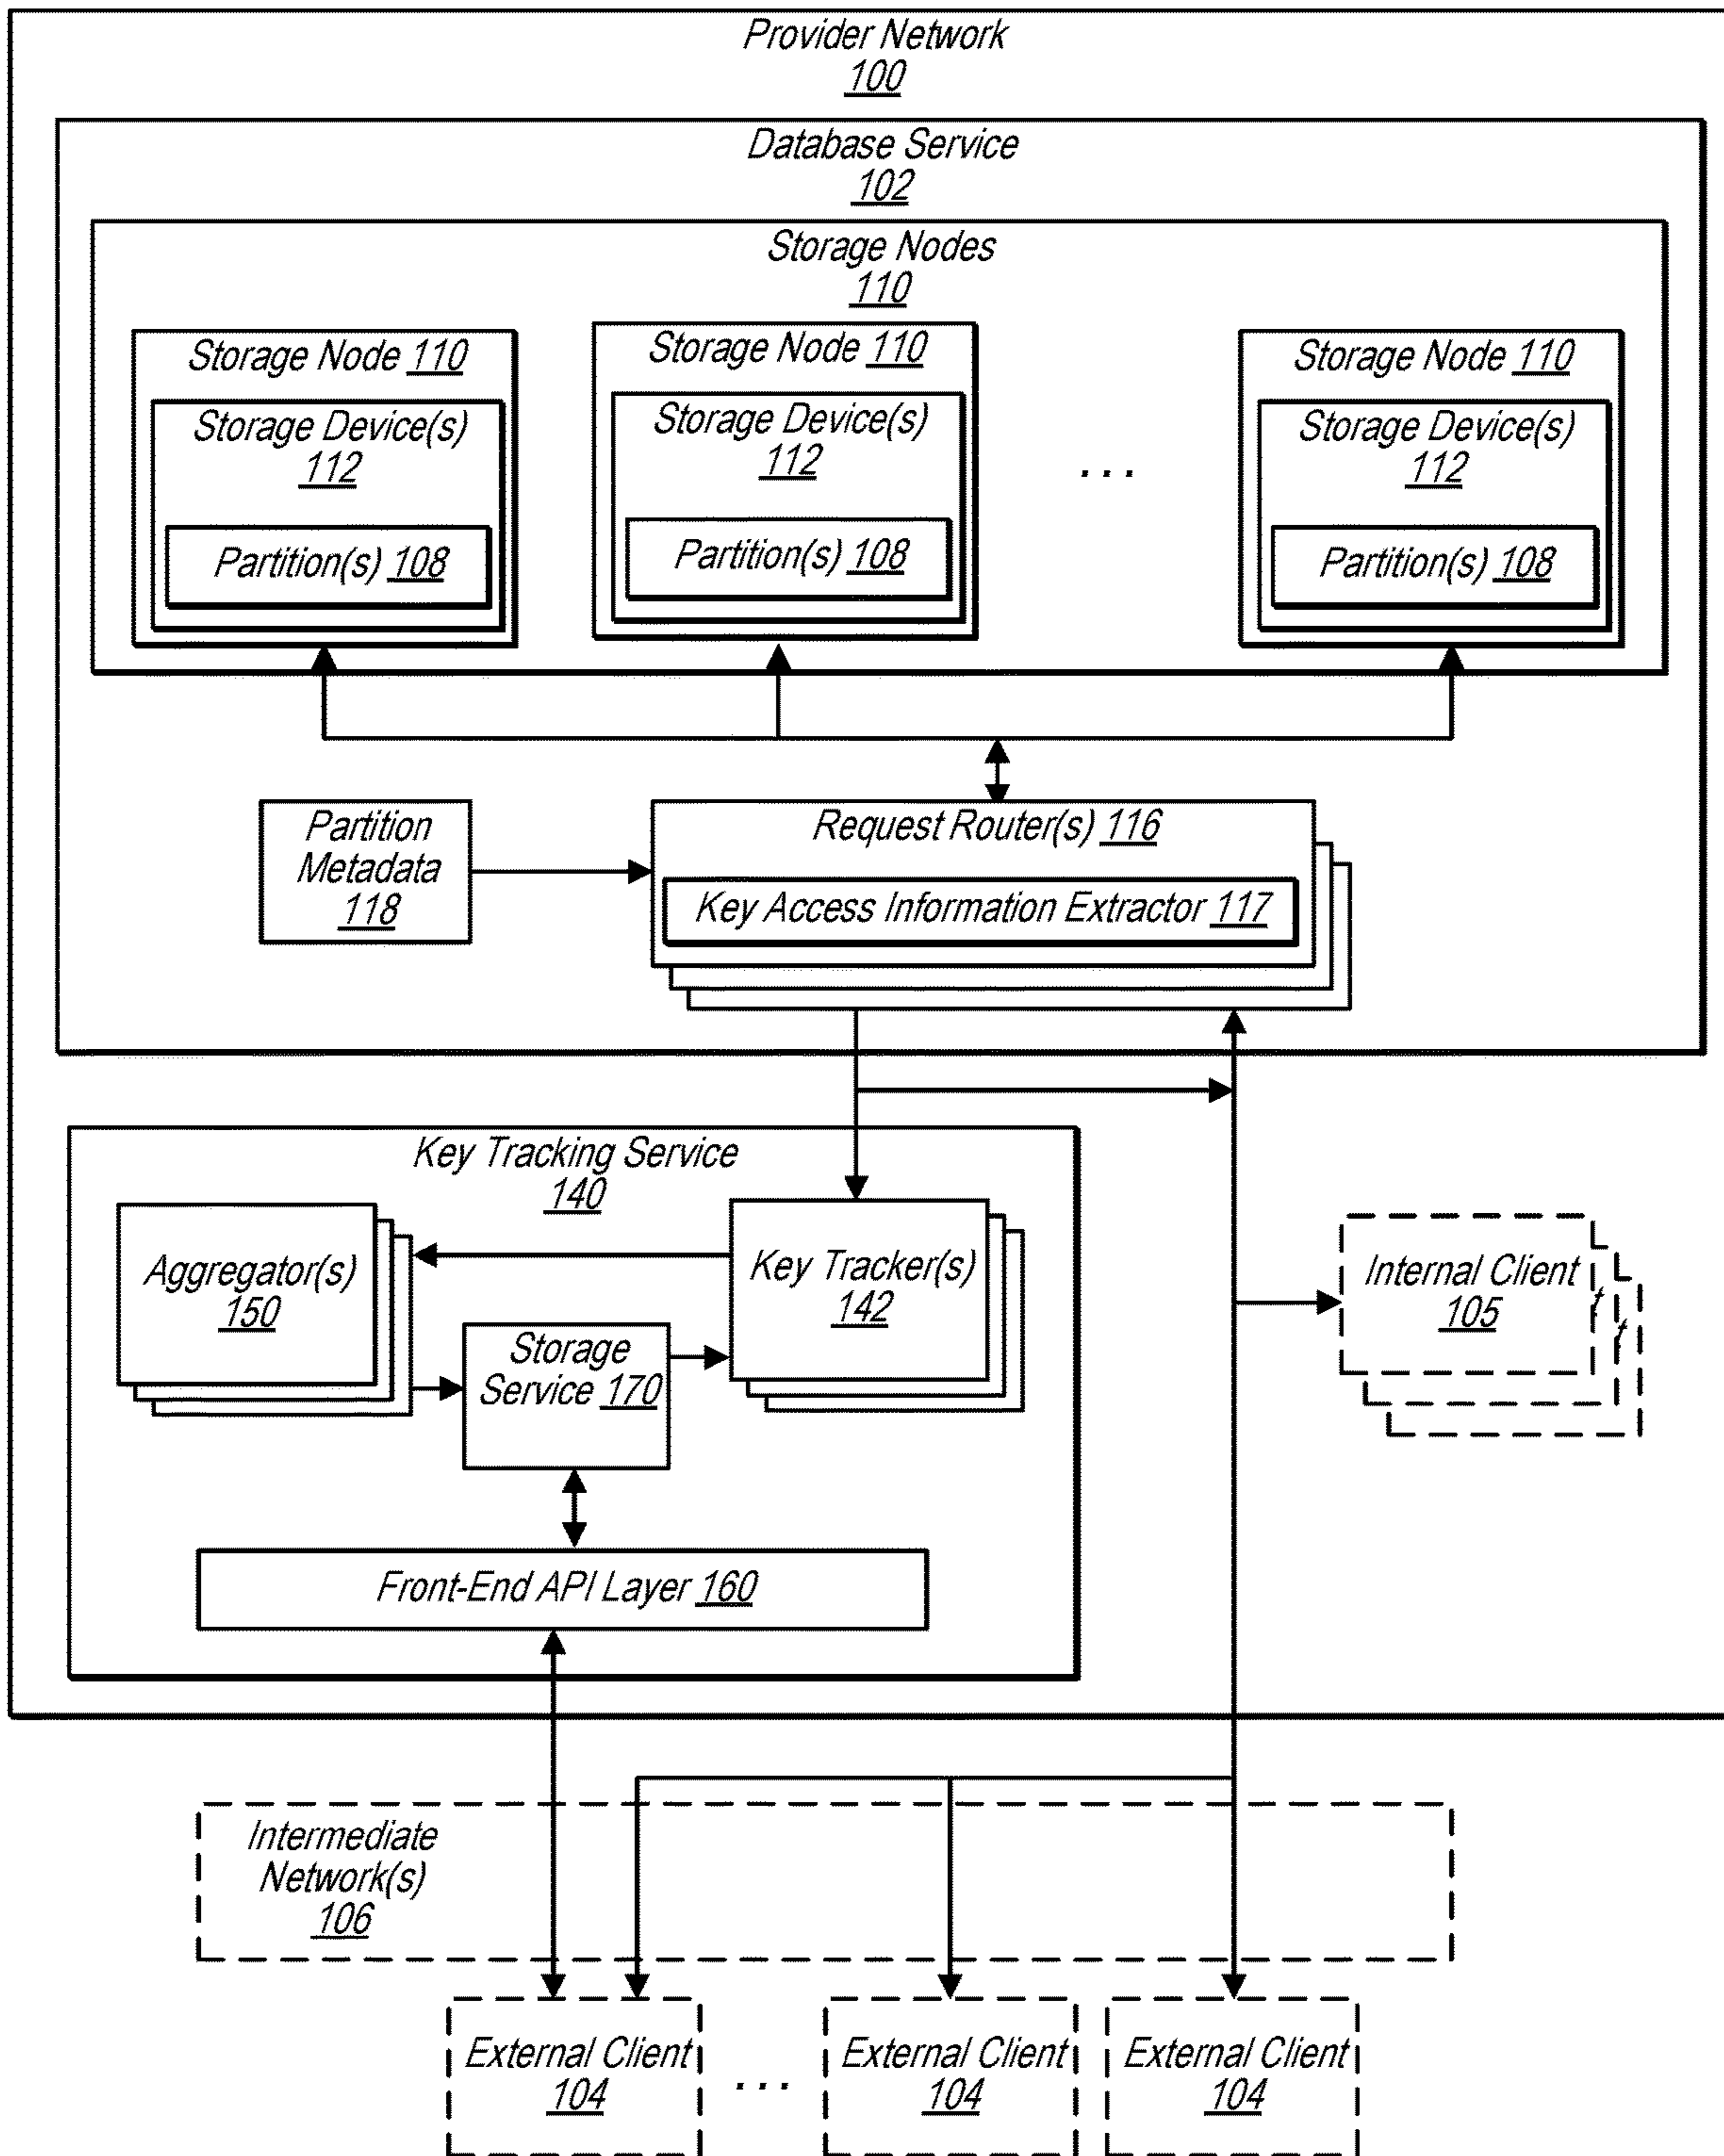 Provider Network
100
Database Service
102
Storage Nodes
110
Storage Node 110
Storage Device(s)
112
Partition(s) 108
Storage Node 110
Storage Device(s)
112
Partition(s) 108
. . .
Storage Node 110
Storage Device(s)
112
Partition(s) 108
Partition
Metadata
118
Request Router(s) 116
Key Access Information Extractor 117
Key Tracking Service
140
Aggregator(s)
150
Key Tracker(s)
142
Storage
Service 170
Front-End API Layer 160
Internal Client
105
t
t
Intermediate
Network(s)
106
External Client
104
. . .
External Client
104
External Client
104